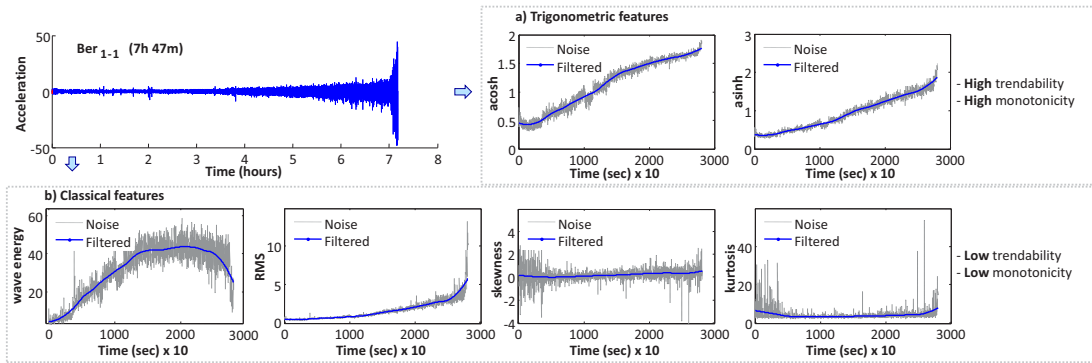 Ber 1-1 (7h 47m)
Acceleration
50
0
-50
0 1 2 3 4 5 6 7 8
Time (hours)
a) Trigonometric features
acosh
2
1.5
1
0.5
0
Noise
Filtered
0 1000 2000 3000
Time (sec) x 10
asinh
3
2
1
0
Noise
Filtered
0 1000 2000 3000
Time (sec) x 10
- High trendability
- High monotonicity
b) Classical features
wave energy
60
40
20
Noise
Filtered
0 1000 2000 3000
Time (sec) x 10
RMS
10
5
0
Noise
Filtered
0 1000 2000 3000
Time (sec) x 10
skewness
4
2
0
-2
-4
Noise
Filtered
0 1000 2000 3000
Time (sec) x 10
kurtosis
60
40
20
Noise
Filtered
0 1000 2000 3000
Time (sec) x 10
- Low trendability
- Low monotonicity